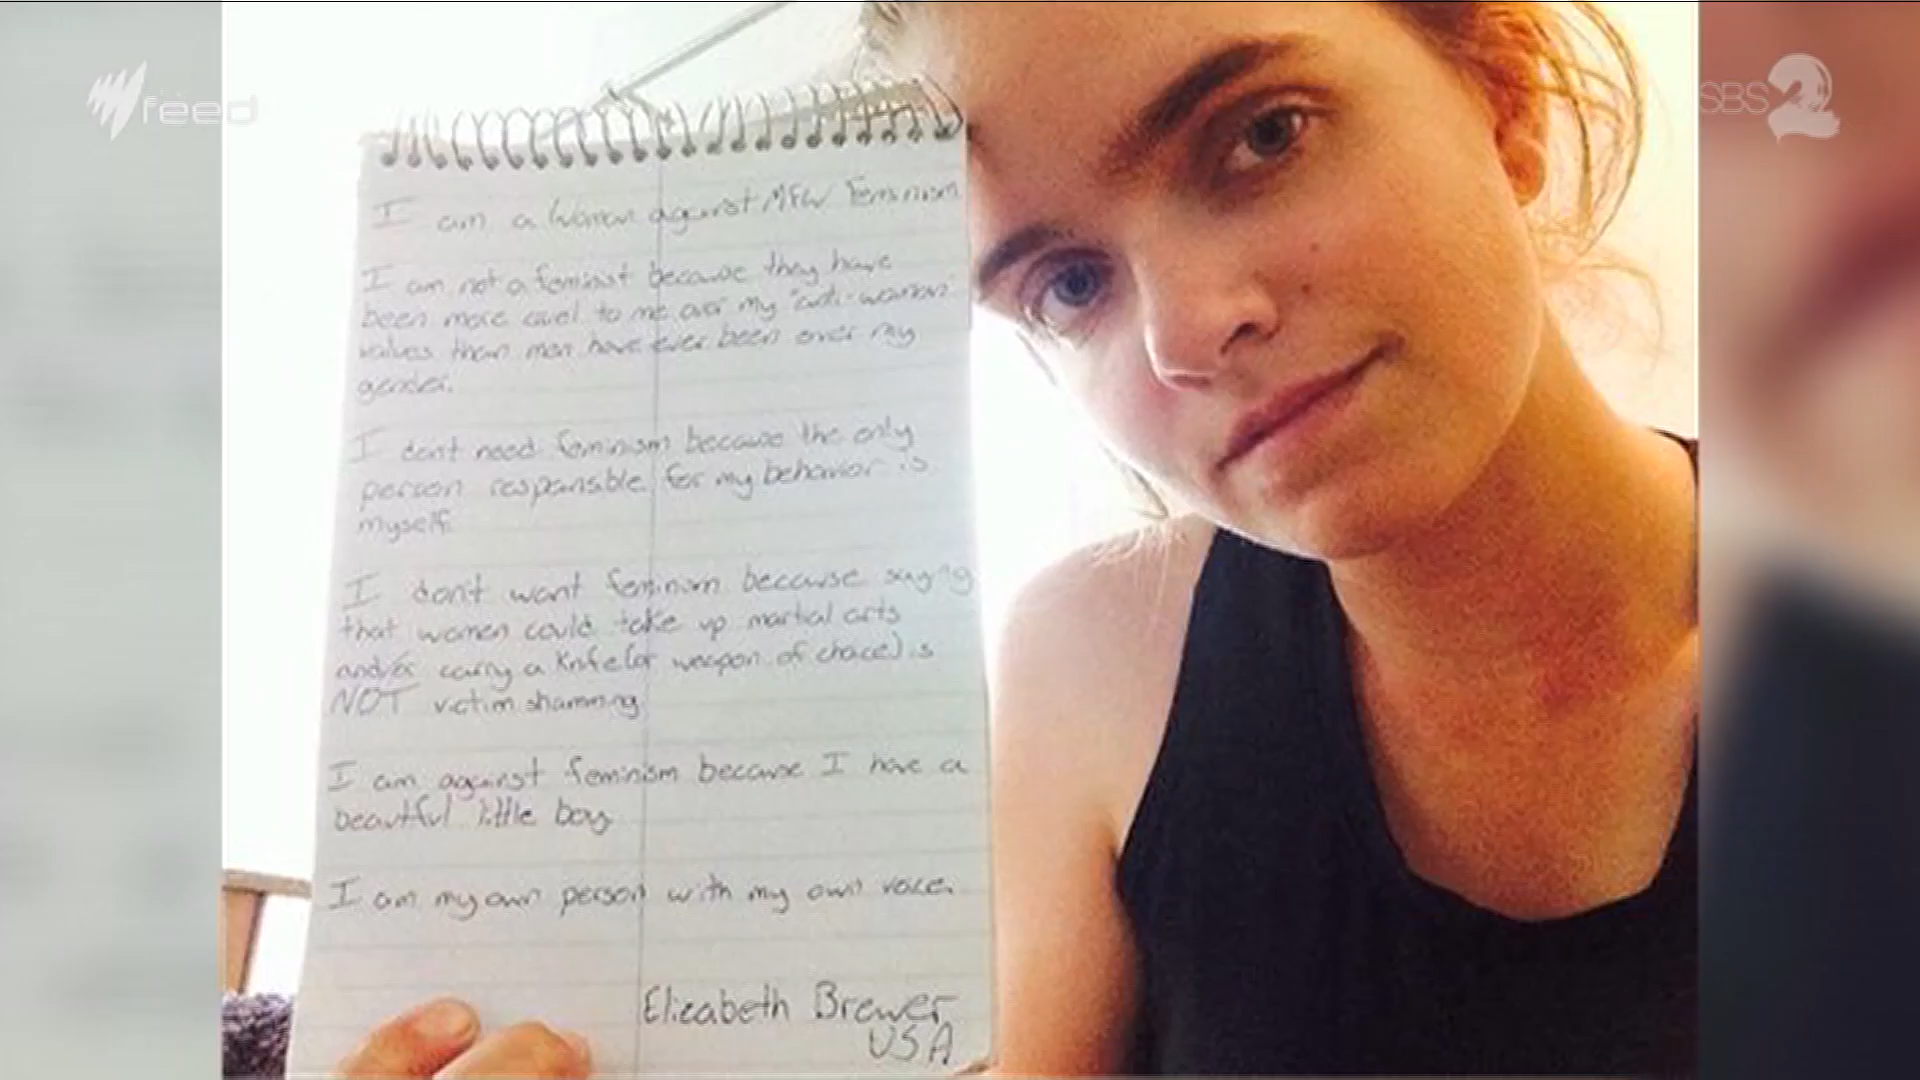 feed
SBS 2
I am a Woman against MFW Feminism
I am not a feminist because they have
been more cruel to me over my "anti-woman"
values than men have ever been over my
gender.
I don't need feminism because the only
person responsible for my behavior is
myself.
I don't want feminism because saying
that women could take up martial arts
and/or carry a Knife (or weapon of choice) is
NOT victim shamming
I am against feminism because I have a
beautiful little boy
I am my own person with my own voice.
Elizabeth Brewer
USA